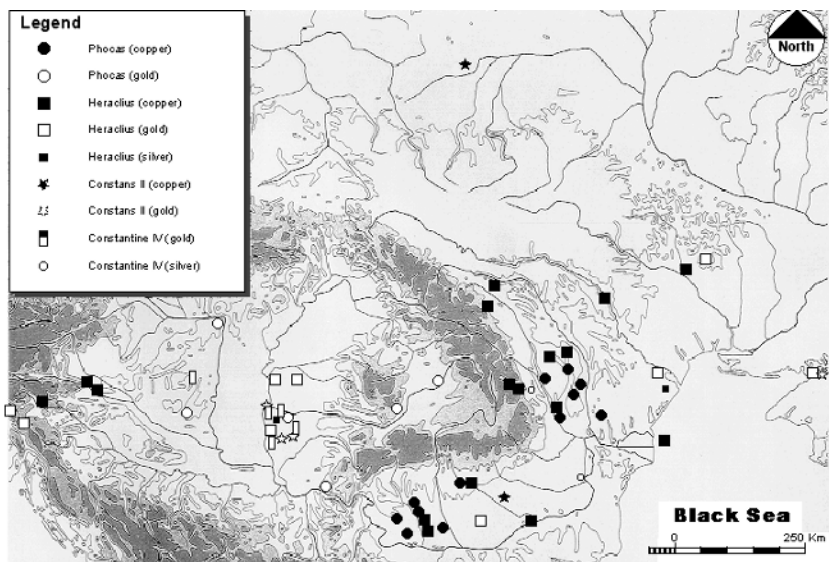 Legend
Phocas (copper)
Phocas (gold)
Heraclius (copper)
Heraclius (gold)
Heraclius (silver)
Constans II (copper)
Constans II (gold)
Constantine IV (gold)
Constantine IV (silver)
North
Black Sea
0 250 Km